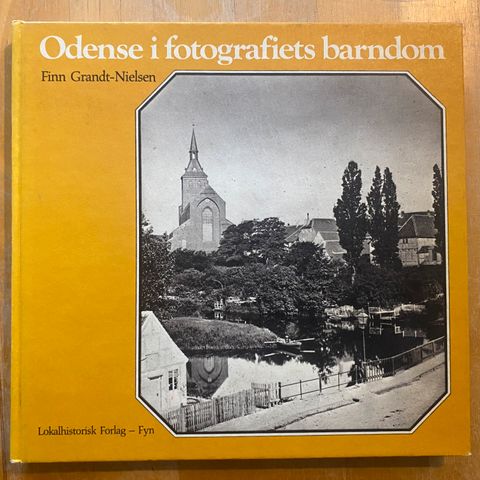 Odense i fotografiets barndom
Finn Grandt-Nielsen
Lokalhistorisk Forlag – Fyn